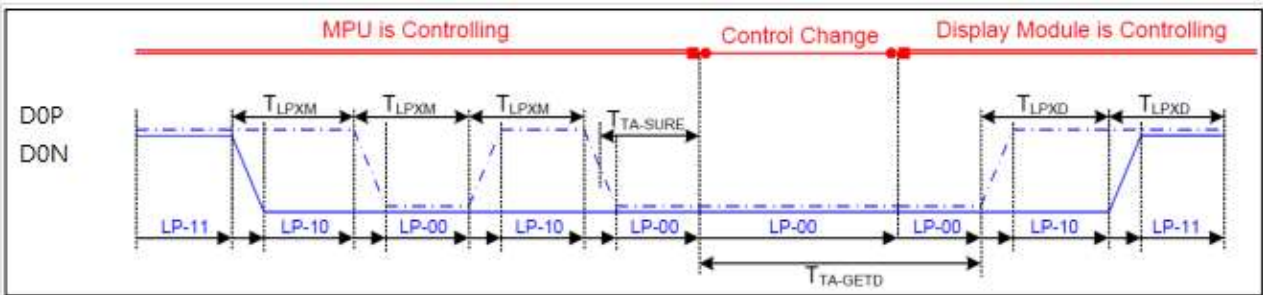 MPU is Controlling Control Change Display Module is Controlling
D0P TLPXM TLPXM TLPXM TTA-SURE TLPXD TLPXD
D0N
LP-11 LP-10 LP-00 LP-10 LP-00 LP-00 LP-00 LP-10 LP-11
TTA-GETD